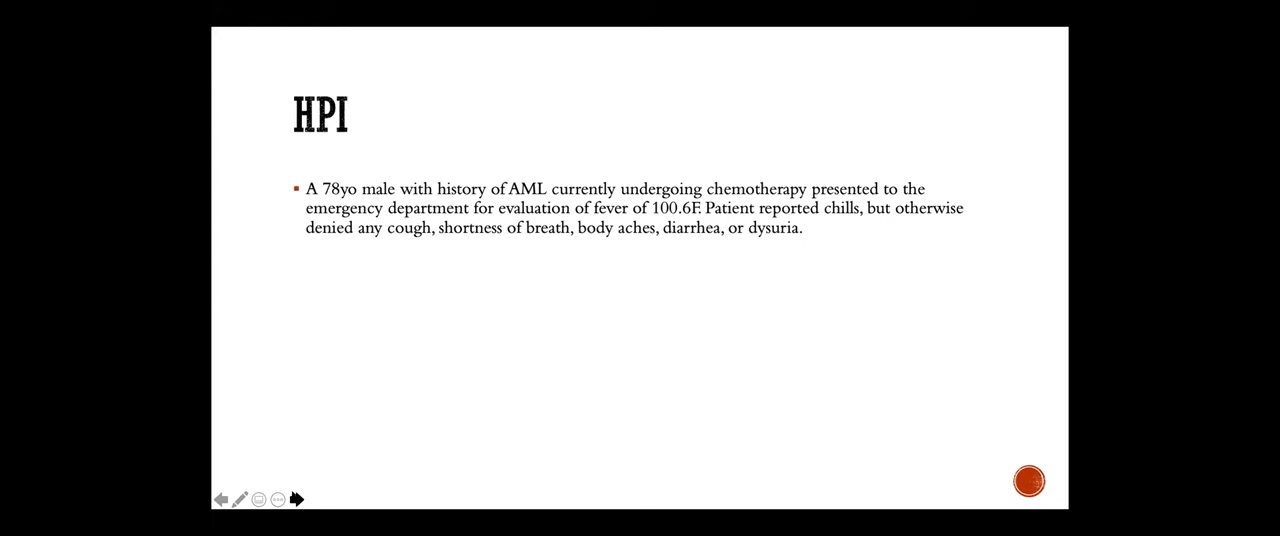 HPI
A 78yo male with history of AML currently undergoing chemotherapy presented to the
emergency department for evaluation of fever of 100.6F. Patient reported chills, but otherwise
denied any cough, shortness of breath, body aches, diarrhea, or dysuria.